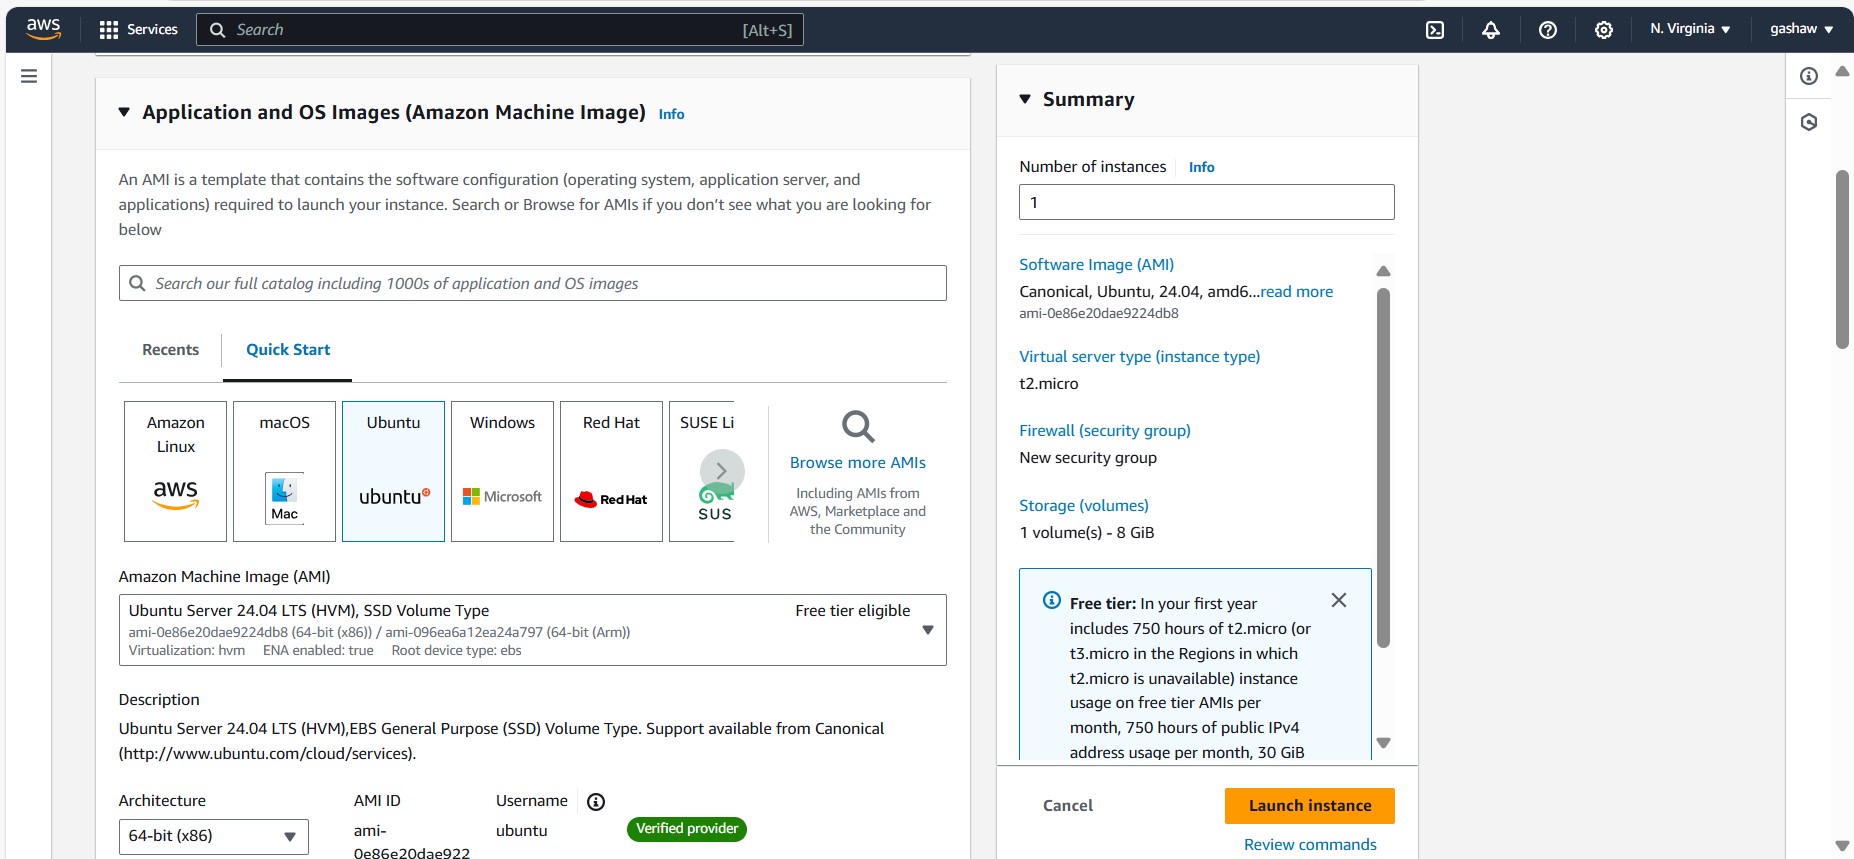 aws
Services
Search
[Alt+S]
N. Virginia
gashaw
Application and OS Images (Amazon Machine Image) Info
An AMI is a template that contains the software configuration (operating system, application server, and
applications) required to launch your instance. Search or Browse for AMIs if you don’t see what you are looking for
below
Search our full catalog including 1000s of application and OS images
Recents
Quick Start
Amazon
Linux
aws
macOS
Mac
Ubuntu
ubuntu
Windows
Microsoft
Red Hat
Red Hat
SUSE Li
SUS
Browse more AMIs
Including AMIs from
AWS, Marketplace and
the Community
Amazon Machine Image (AMI)
Ubuntu Server 24.04 LTS (HVM), SSD Volume Type
Free tier eligible
ami-0e86e20dae9224db8 (64-bit (x86)) / ami-096ea6a12ea24a797 (64-bit (Arm))
Virtualization: hvm ENA enabled: true Root device type: ebs
Description
Ubuntu Server 24.04 LTS (HVM),EBS General Purpose (SSD) Volume Type. Support available from Canonical
(http://www.ubuntu.com/cloud/services).
Architecture
64-bit (x86)
AMI ID
ami-
0e86e20dae922
Username
ubuntu
Verified provider
Summary
Number of instances Info
1
Software Image (AMI)
Canonical, Ubuntu, 24.04, amd6...read more
ami-0e86e20dae9224db8
Virtual server type (instance type)
t2.micro
Firewall (security group)
New security group
Storage (volumes)
1 volume(s) - 8 GiB
Free tier: In your first year
includes 750 hours of t2.micro (or
t3.micro in the Regions in which
t2.micro is unavailable) instance
usage on free tier AMIs per
month, 750 hours of public IPv4
address usage per month, 30 GiB
Cancel
Launch instance
Review commands